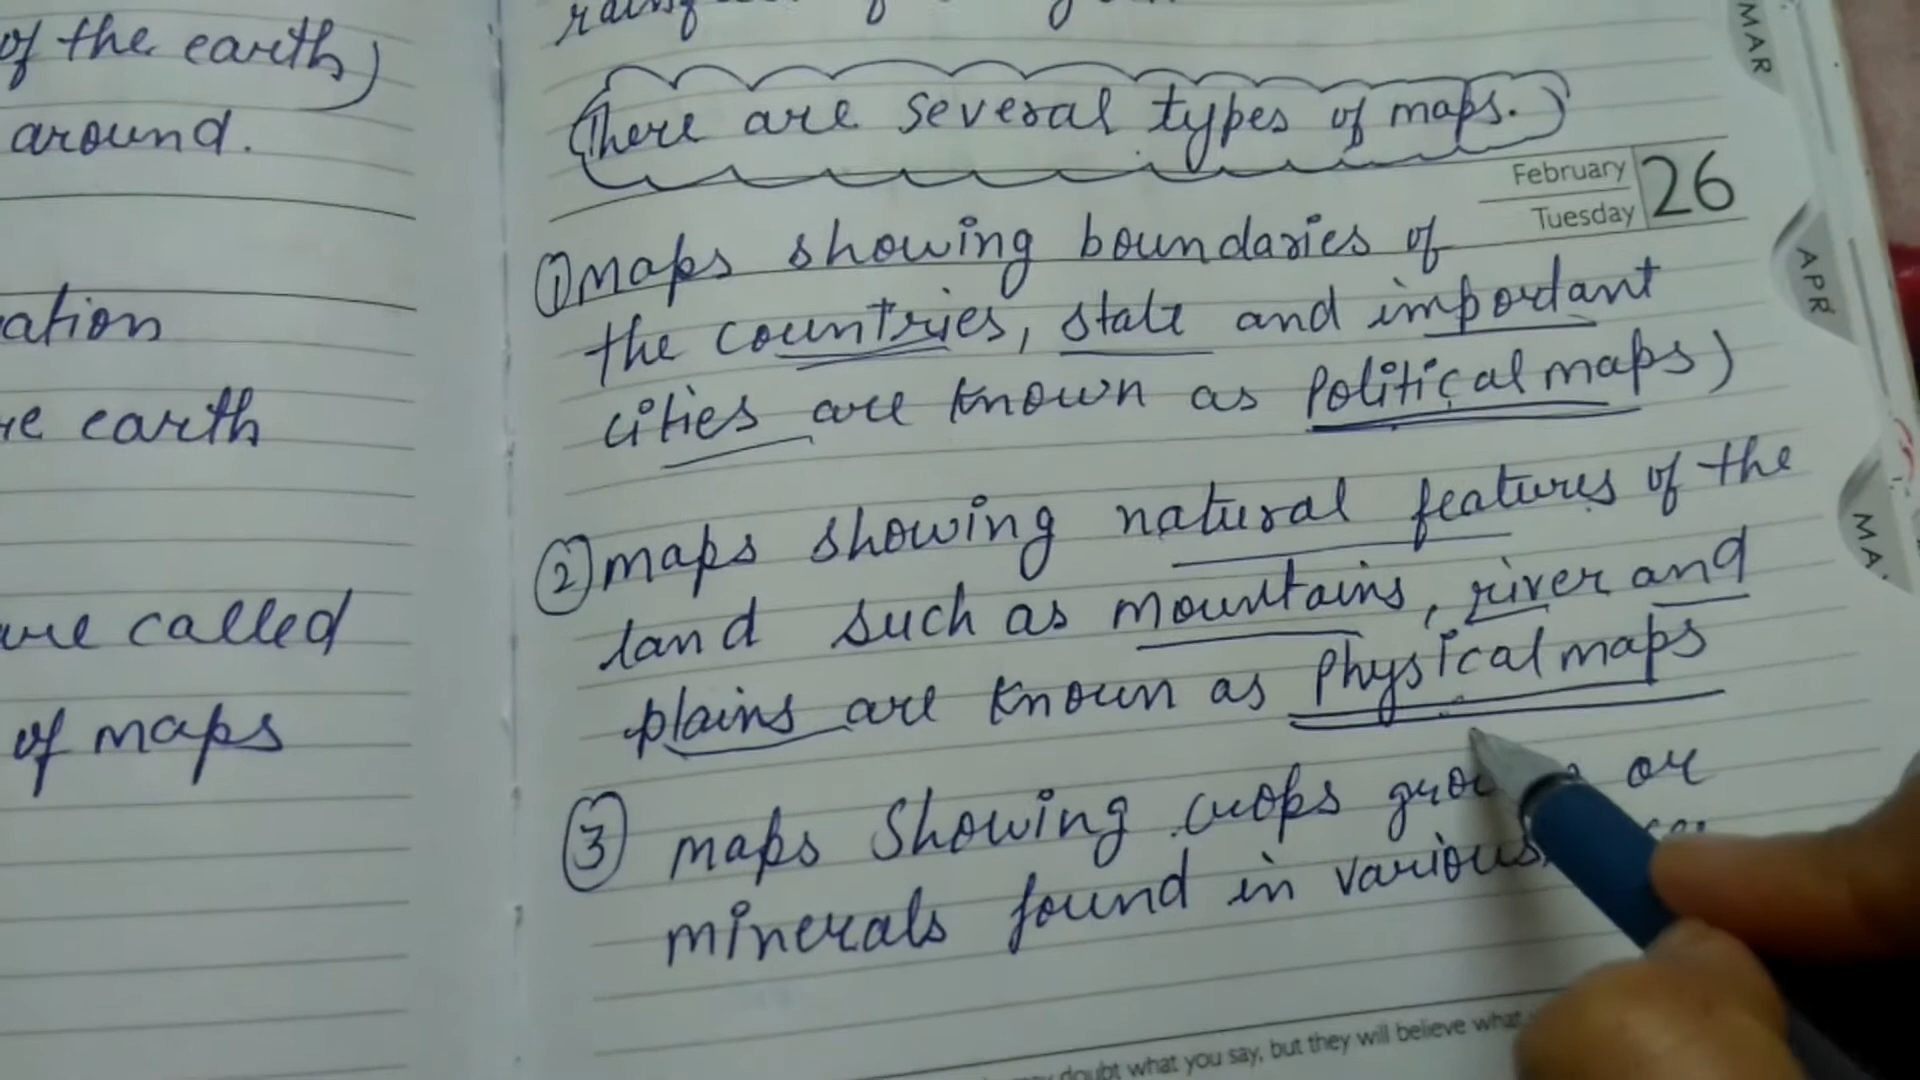 of the earth)
around.
ation
earth
called
of maps
There are several types of maps.
February
Tuesday
26
① maps showing boundaries of
the countries, state and important
cities are known as Political maps)
② maps showing natural features of the
land such as mountains, river and
plains are known as Physical maps
③ maps Showing crops or
minerals found in various
doubt what you say, but they will believe what
MAR
APR
MA